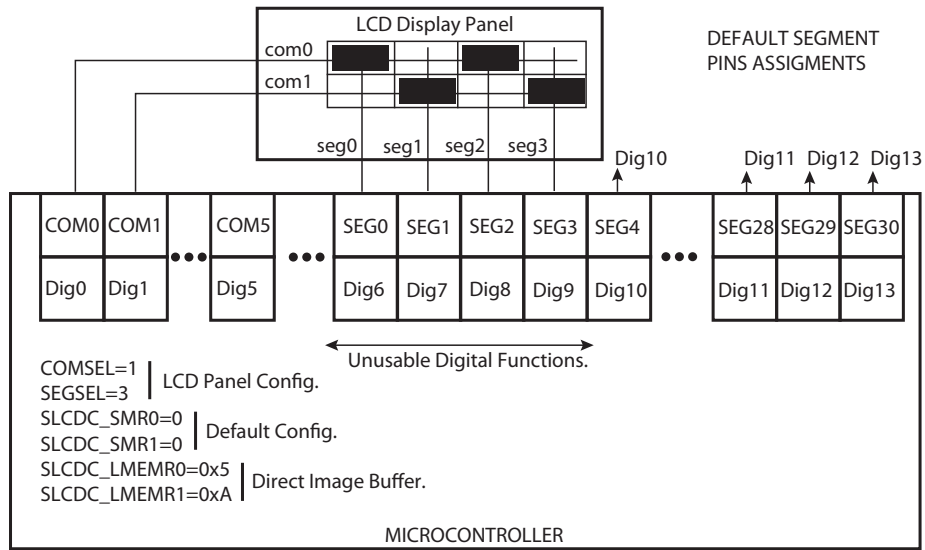 LCD Display Panel
DEFAULT SEGMENT
PINS ASSIGMENTS
com0
com1
seg0 seg1 seg2 seg3
Dig10 Dig11 Dig12 Dig13
COM0 COM1 COM5 SEG0 SEG1 SEG2 SEG3 SEG4 SEG28 SEG29 SEG30
Dig0 Dig1 Dig5 Dig6 Dig7 Dig8 Dig9 Dig10 Dig11 Dig12 Dig13
Unusable Digital Functions.
COMSEL=1
SEGSEL=3
LCD Panel Config.
SLCDC_SMR0=0
SLCDC_SMR1=0
Default Config.
SLCDC_LMEMR0=0x5
SLCDC_LMEMR1=0xA
Direct Image Buffer.
MICROCONTROLLER